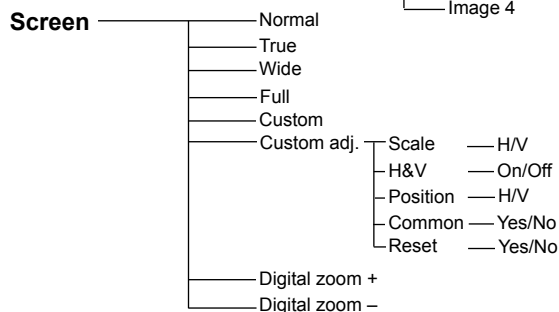 Image 4
Screen
Normal
True
Wide
Full
Custom
Custom adj.
Scale H/V
H&V On/Off
Position H/V
Common Yes/No
Reset Yes/No
Digital zoom +
Digital zoom –